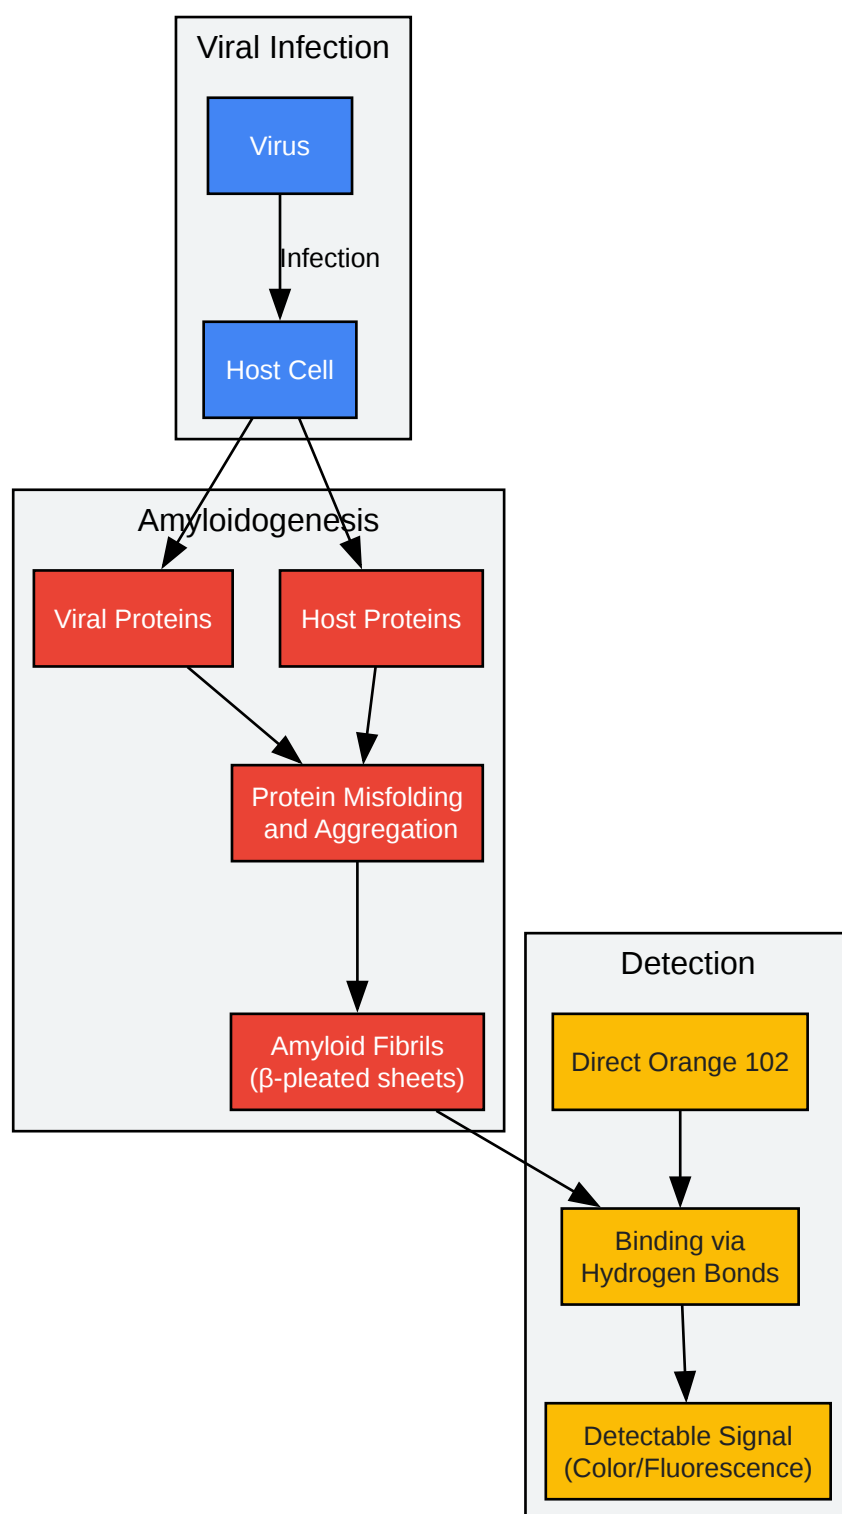 Viral Infection
Virus
Infection
Host Cell
Amyloidogenesis
Viral Proteins
Host Proteins
Protein Misfolding
and Aggregation
Amyloid Fibrils
(β-pleated sheets)
Detection
Direct Orange 102
Binding via
Hydrogen Bonds
Detectable Signal
(Color/Fluorescence)